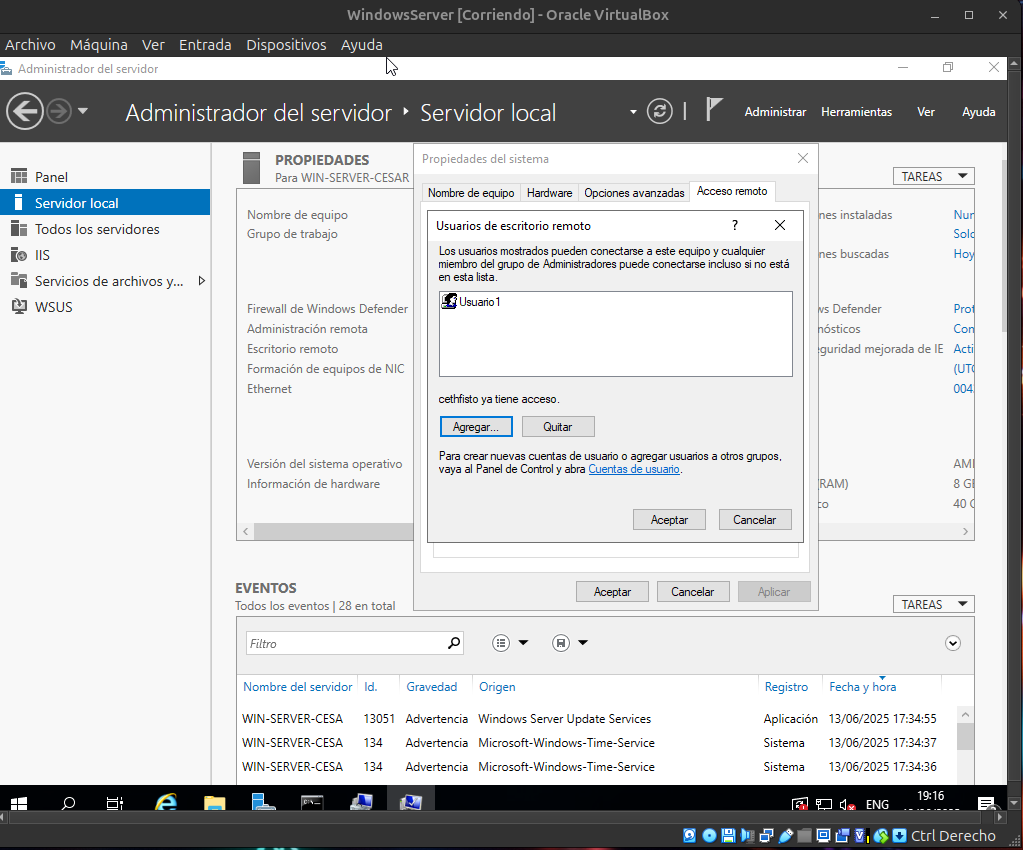 WindowsServer [Corriendo] - Oracle VirtualBox
Archivo Máquina Ver Entrada Dispositivos Ayuda
Administrador del servidor
Administrador del servidor ‣ Servidor local
Administrar Herramientas Ver Ayuda
Panel
Servidor local
Todos los servidores
IIS
Servicios de archivos y...
WSUS
PROPIEDADES
Para WIN-SERVER-CESAR
TAREAS
Nombre de equipo
Grupo de trabajo
Firewall de Windows Defender
Administración remota
Escritorio remoto
Formación de equipos de NIC
Ethernet
Versión del sistema operativo
Información de hardware
Propiedades del sistema
Nombre de equipo Hardware Opciones avanzadas Acceso remoto
Usuarios de escritorio remoto ?
Los usuarios mostrados pueden conectarse a este equipo y cualquier
miembro del grupo de Administradores puede conectarse incluso si no está
en esta lista.
Usuario1
cethfisto ya tiene acceso.
Agregar... Quitar
Para crear nuevas cuentas de usuario o agregar usuarios a otros grupos,
vaya al Panel de Control y abra Cuentas de usuario.
Aceptar Cancelar
Aceptar Cancelar Aplicar
nes instaladas Nun
Solo
nes buscadas Hoy
ws Defender Prot
nósticos Con
eguridad mejorada de IE Acti
(UTC
004
AMI
RAM) 8 GE
co 40 G
EVENTOS
Todos los eventos | 28 en total
TAREAS
Filtro
Nombre del servidor Id. Gravedad Origen Registro Fecha y hora
WIN-SERVER-CESA 13051 Advertencia Windows Server Update Services Aplicación 13/06/2025 17:34:55
WIN-SERVER-CESA 134 Advertencia Microsoft-Windows-Time-Service Sistema 13/06/2025 17:34:37
WIN-SERVER-CESA 134 Advertencia Microsoft-Windows-Time-Service Sistema 13/06/2025 17:34:36
ENG 19:16
Ctrl Derecho